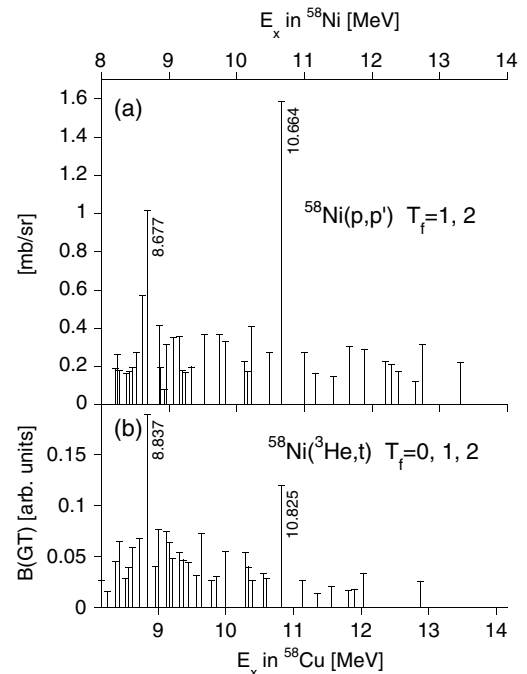 E_x in ⁵⁸Ni [MeV]
8 9 10 11 12 13 14
(a)
1.6
1.4
1.2
1
0.8
0.6
0.4
0.2
0
[mb/sr]
8.677
10.664
⁵⁸Ni(p,p') T_f=1, 2
(b)
0.15
0.1
0.05
0
B(GT) [arb. units]
8.837
10.825
⁵⁸Ni(³He,t) T_f=0, 1, 2
9 10 11 12 13 14
E_x in ⁵⁸Cu [MeV]